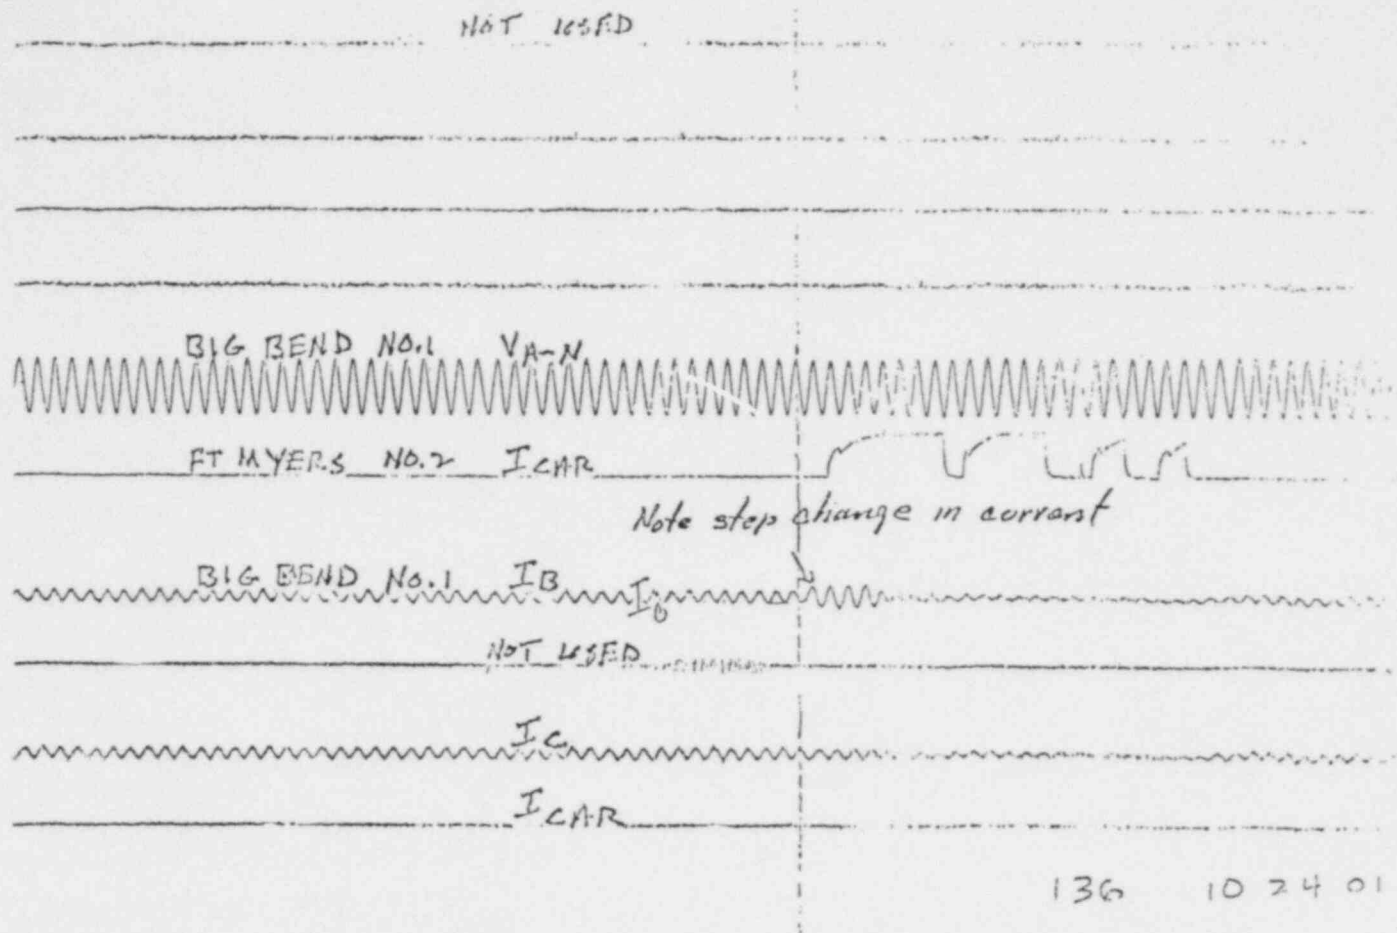 NOT USED
BIG BEND NO.1 VA-N
FT MYERS NO.2 ICAR
Note step change in current
BIG BEND No.1 IB Ib
NOT USED
IC
ICAR
136 10 24 01